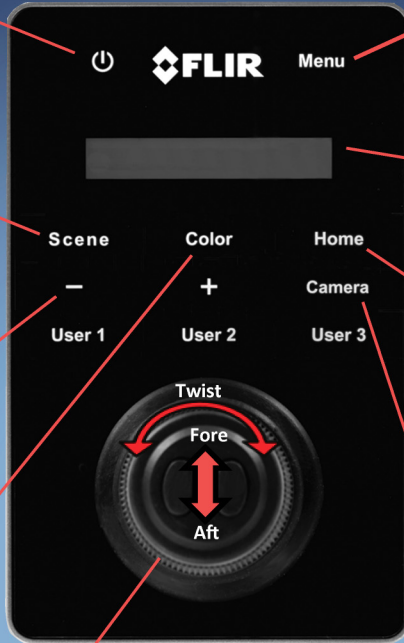 FLIR
Menu
Scene
Color
Home
−
+
Camera
User 1
User 2
User 3
Twist
Fore
Aft